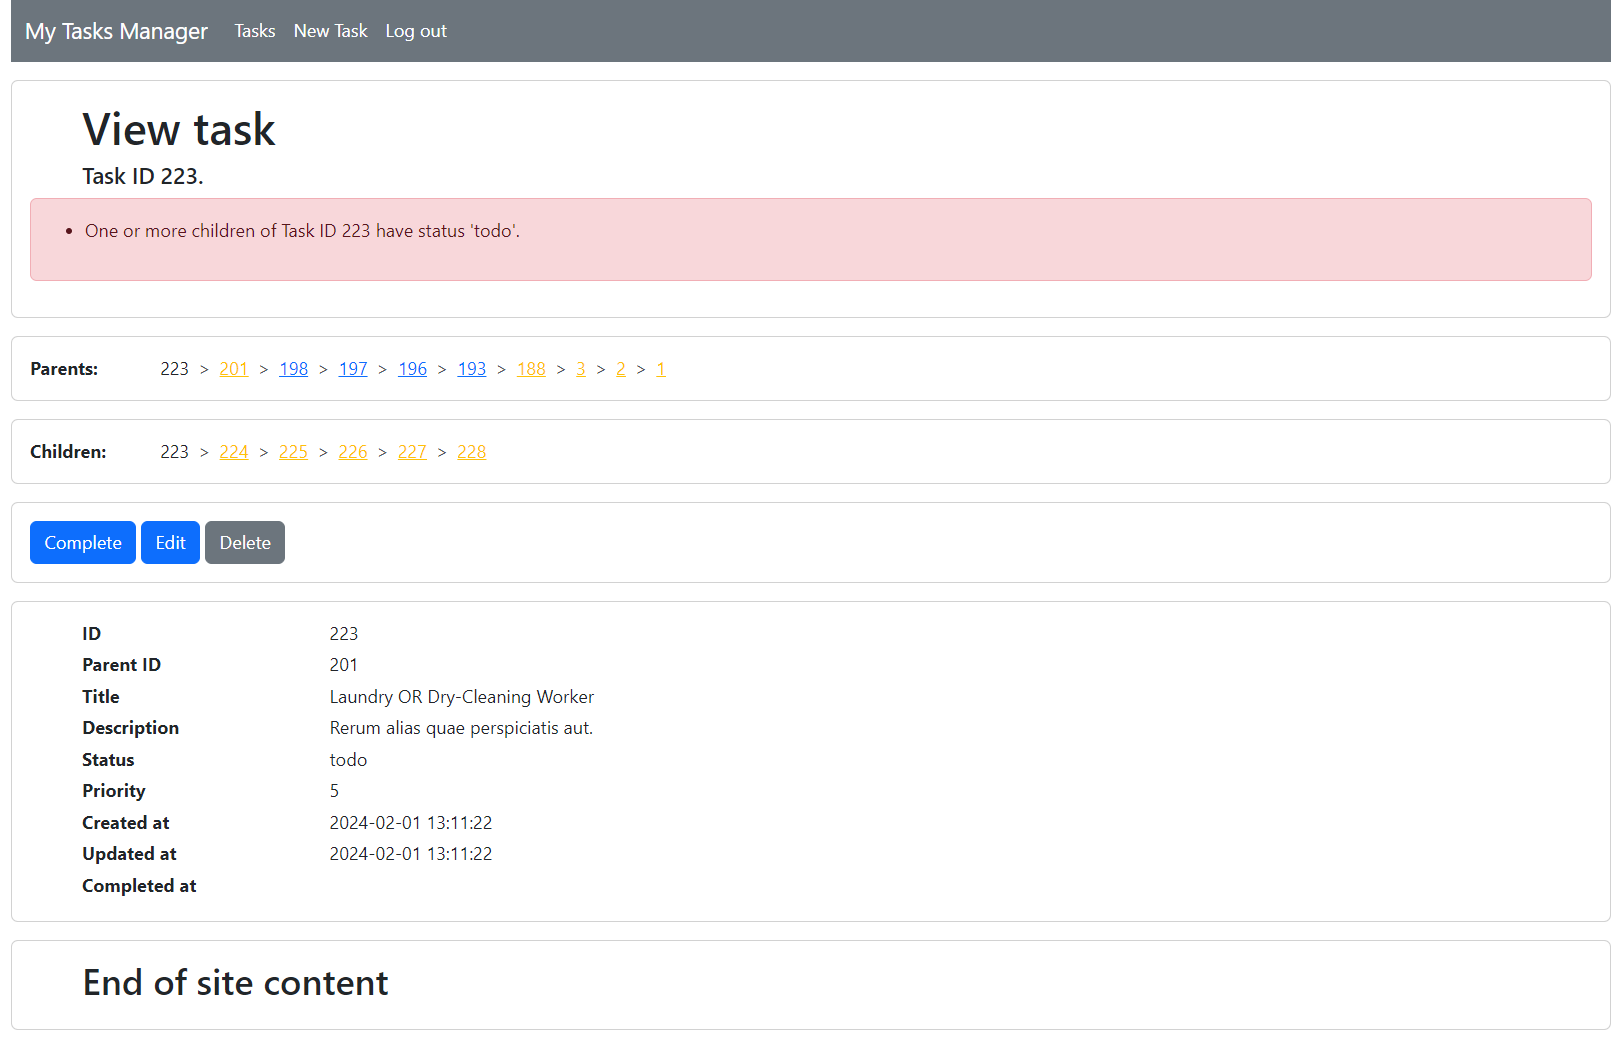 My Tasks Manager Tasks New Task Log out
View task
Task ID 223.
• One or more children of Task ID 223 have status 'todo'.
Parents: 223 > 201 > 198 > 197 > 196 > 193 > 188 > 3 > 2 > 1
Children: 223 > 224 > 225 > 226 > 227 > 228
Complete Edit Delete
ID 223
Parent ID 201
Title Laundry OR Dry-Cleaning Worker
Description Rerum alias quae perspiciatis aut.
Status todo
Priority 5
Created at 2024-02-01 13:11:22
Updated at 2024-02-01 13:11:22
Completed at
End of site content